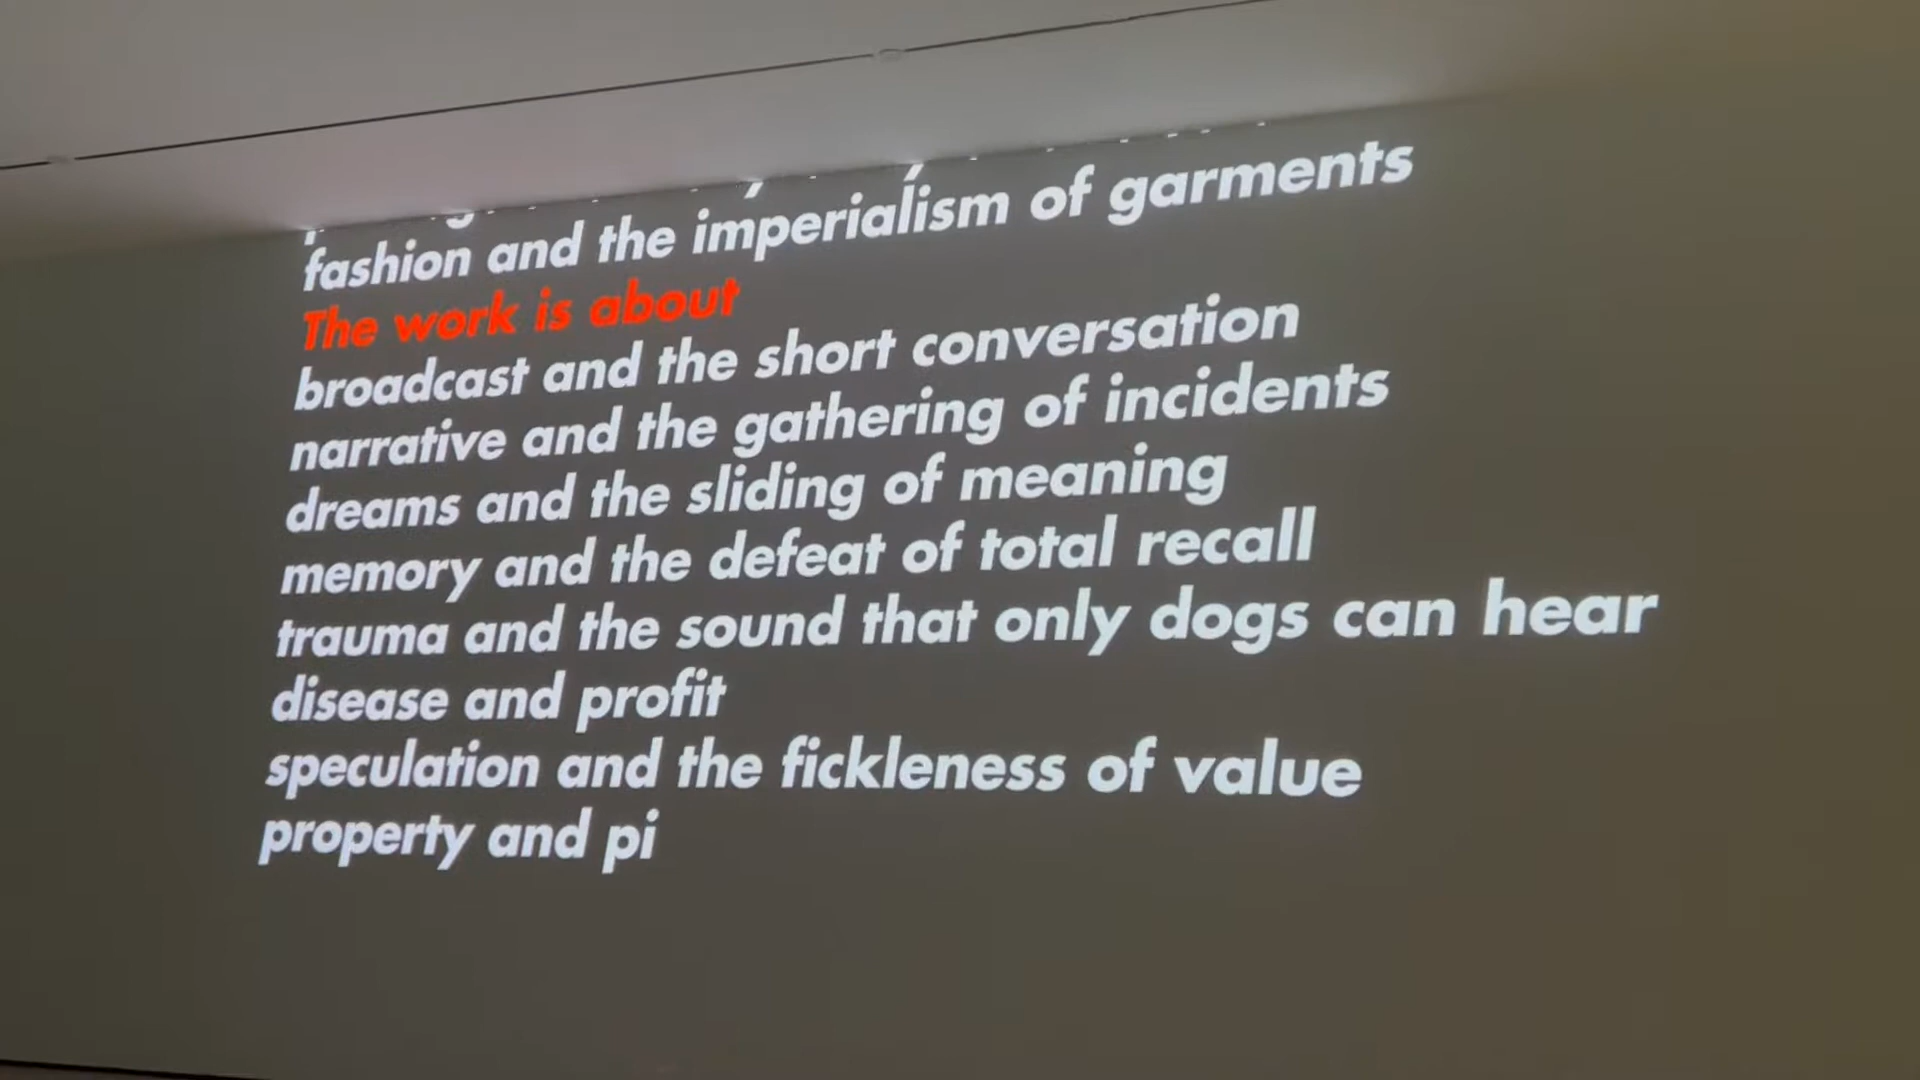 fashion and the imperialism of garments
The work is about
broadcast and the short conversation
narrative and the gathering of incidents
dreams and the sliding of meaning
memory and the defeat of total recall
trauma and the sound that only dogs can hear
disease and profit
speculation and the fickleness of value
property and pi